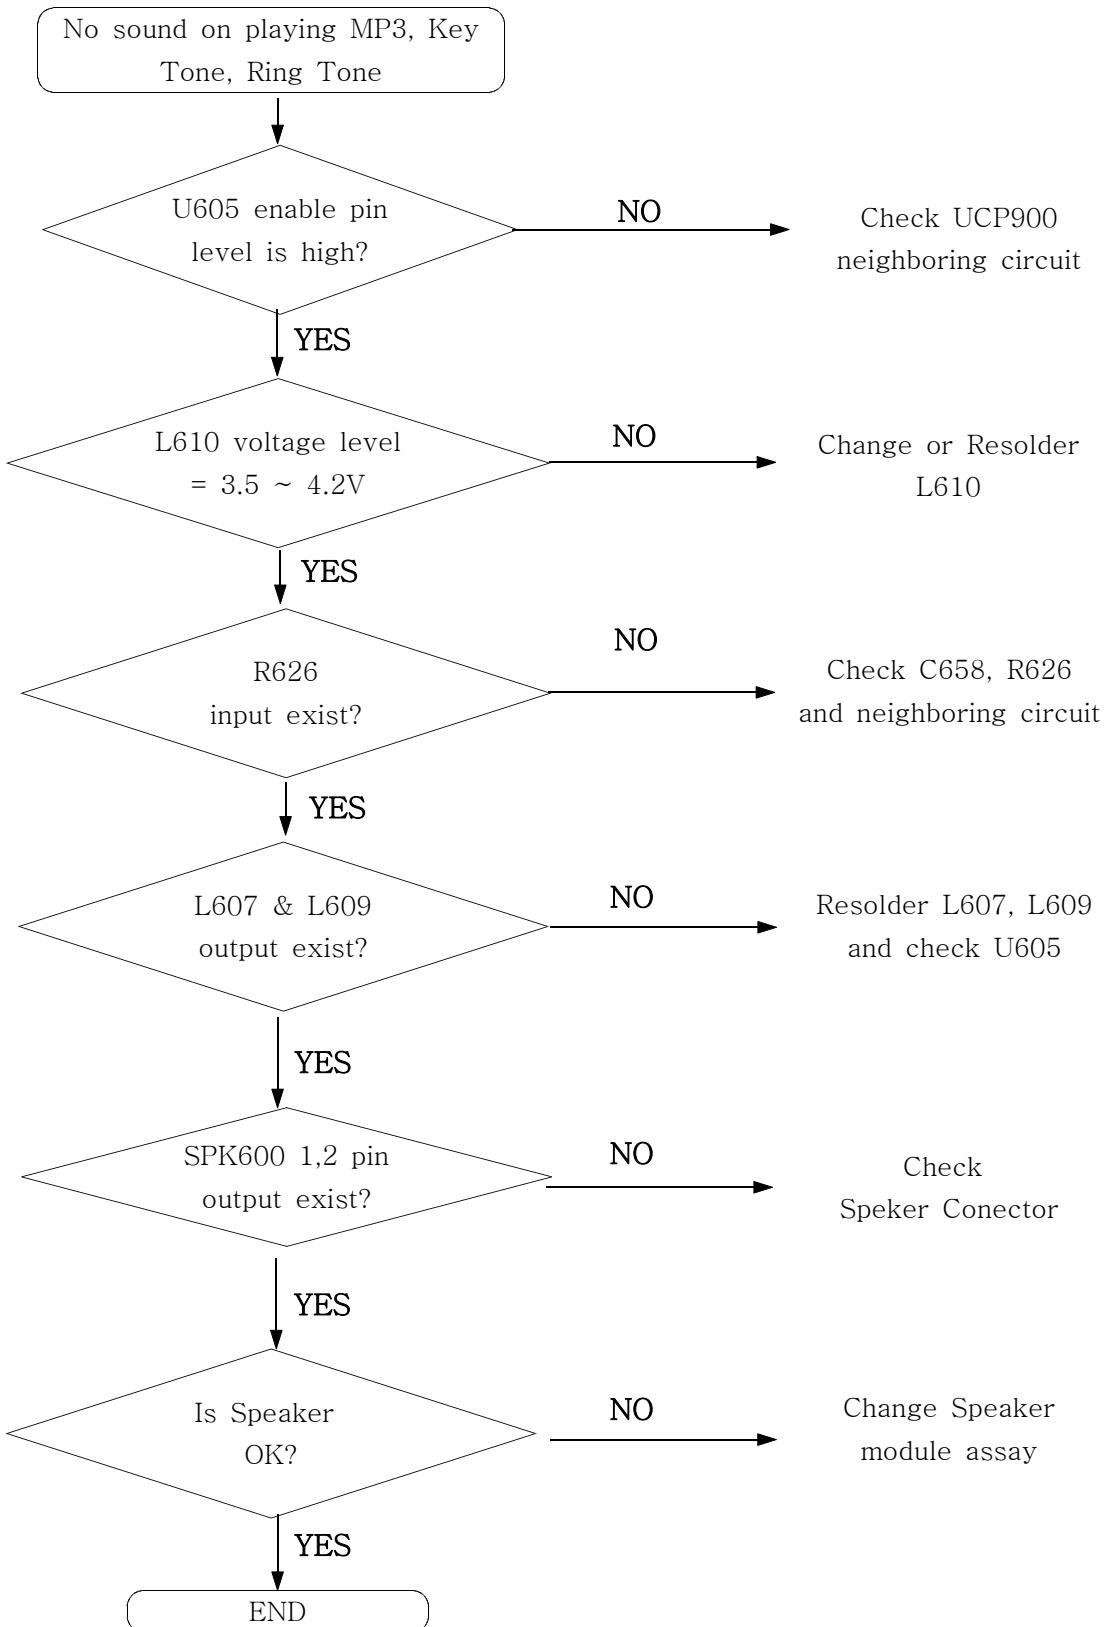 No sound on playing MP3, Key
Tone, Ring Tone
U605 enable pin
level is high?
NO
Check UCP900
neighboring circuit
YES
L610 voltage level
= 3.5 ~ 4.2V
NO
Change or Resolder
L610
YES
R626
input exist?
NO
Check C658, R626
and neighboring circuit
YES
L607 & L609
output exist?
NO
Resolder L607, L609
and check U605
YES
SPK600 1,2 pin
output exist?
NO
Check
Speker Conector
YES
Is Speaker
OK?
NO
Change Speaker
module assay
YES
END